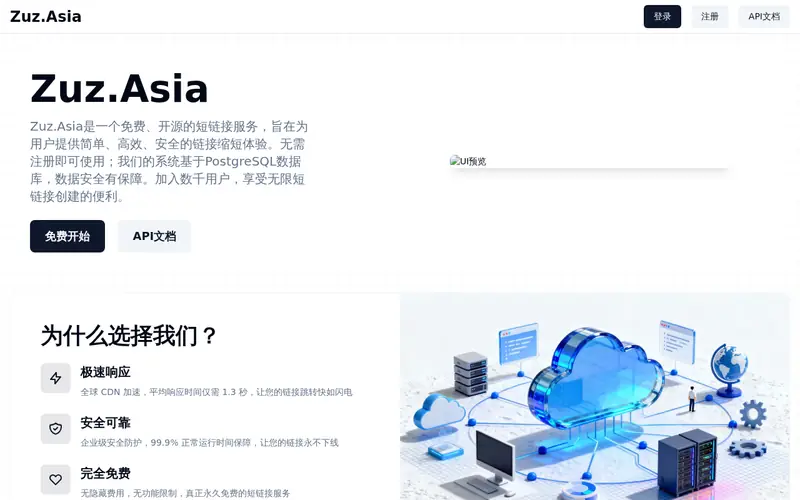 Zuz.Asia
登录
注册
API文档
Zuz.Asia
Zuz.Asia是一个免费、开源的短链接服务，旨在为
用户提供简单、高效、安全的链接缩短体验。无需
注册即可使用；我们的系统基于PostgreSQL数据
库，数据安全有保障。加入数千用户，享受无限短
链接创建的便利。
UI预览
免费开始
API文档
为什么选择我们？
极速响应
全球 CDN 加速，平均响应时间仅需 1.3 秒，让您的链接跳转快如闪电
安全可靠
企业级安全防护，99.9% 正常运行时间保障，让您的链接永不下线
完全免费
无隐藏费用，无功能限制，真正永久免费的短链接服务